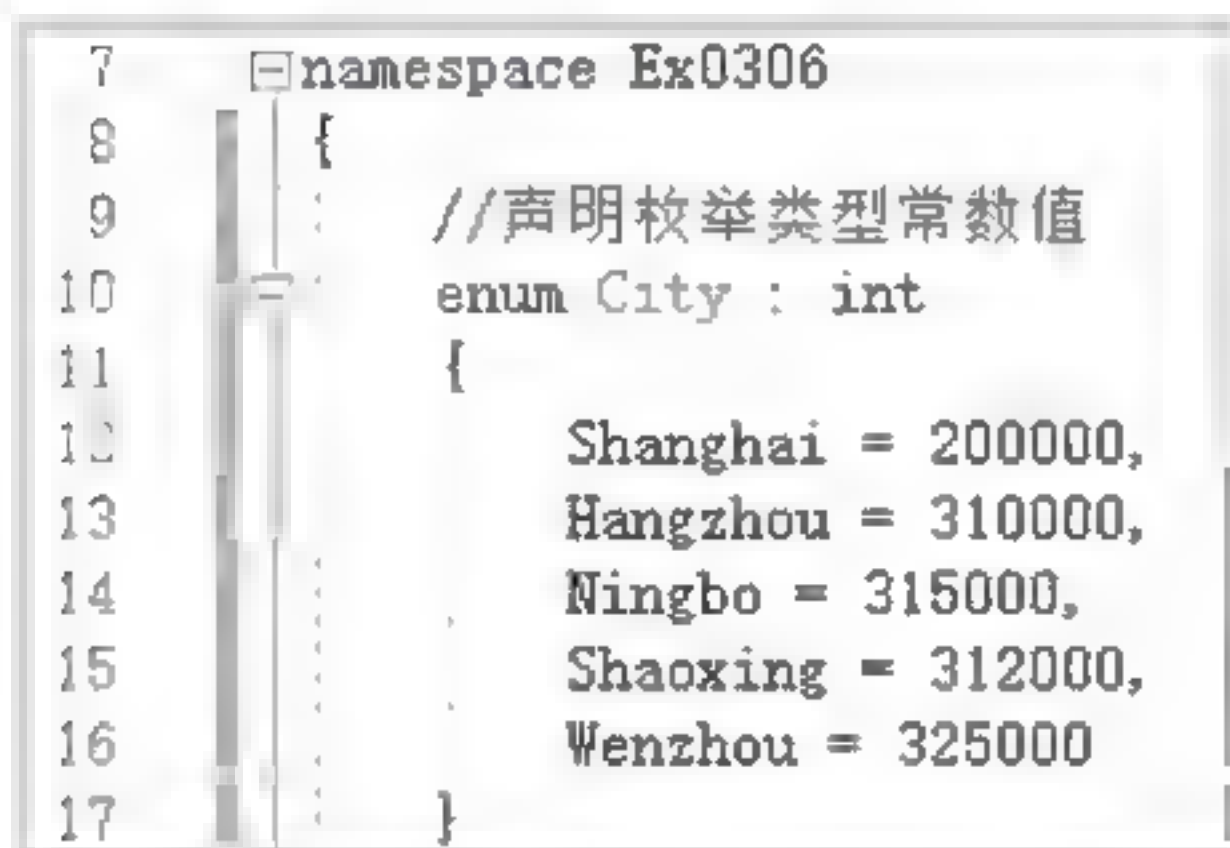 7 namespace Ex0306
8 {
9 //声明枚举类型常数值
10 enum City : int
11 {
12 Shanghai = 200000,
13 Hangzhou = 310000,
14 Ningbo = 315000,
15 Shaoxing = 312000,
16 Wenzhou = 325000
17 }